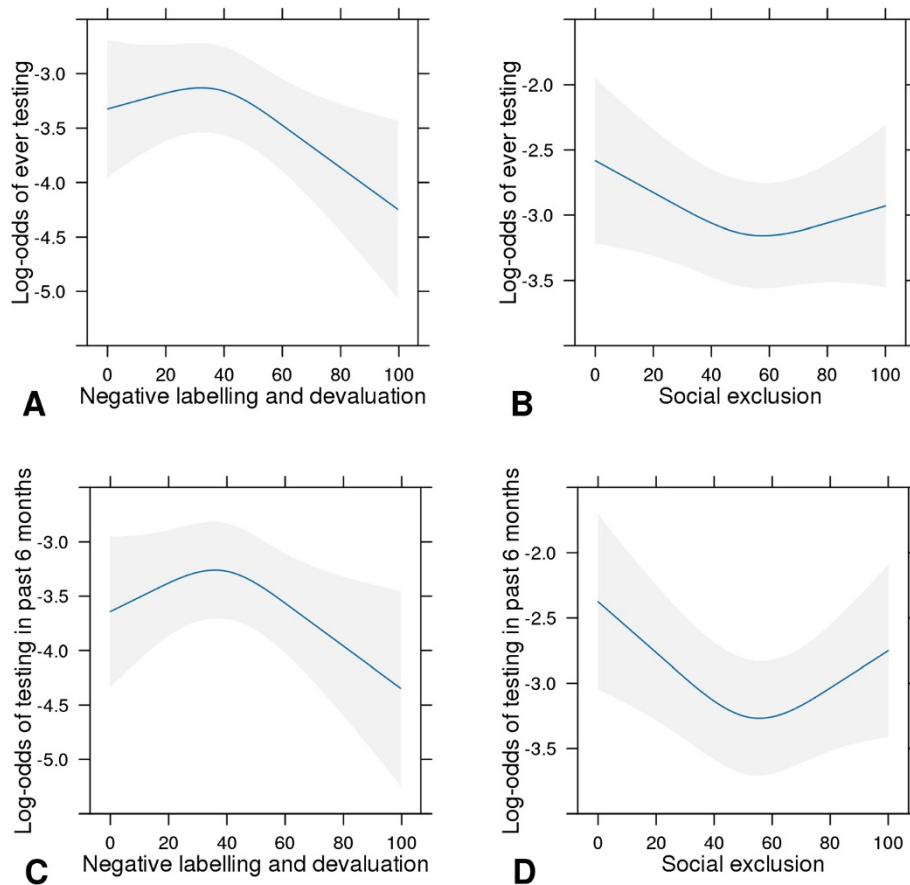 Log-odds of ever testing
-3.0
-3.5
-4.0
-4.5
-5.0
0 20 40 60 80 100
Negative labelling and devaluation
A
Log-odds of ever testing
-2.0
-2.5
-3.0
-3.5
0 20 40 60 80 100
Social exclusion
B
Log-odds of testing in past 6 months
-3.0
-3.5
-4.0
-4.5
-5.0
0 20 40 60 80 100
Negative labelling and devaluation
C
Log-odds of testing in past 6 months
-2.0
-2.5
-3.0
-3.5
0 20 40 60 80 100
Social exclusion
D